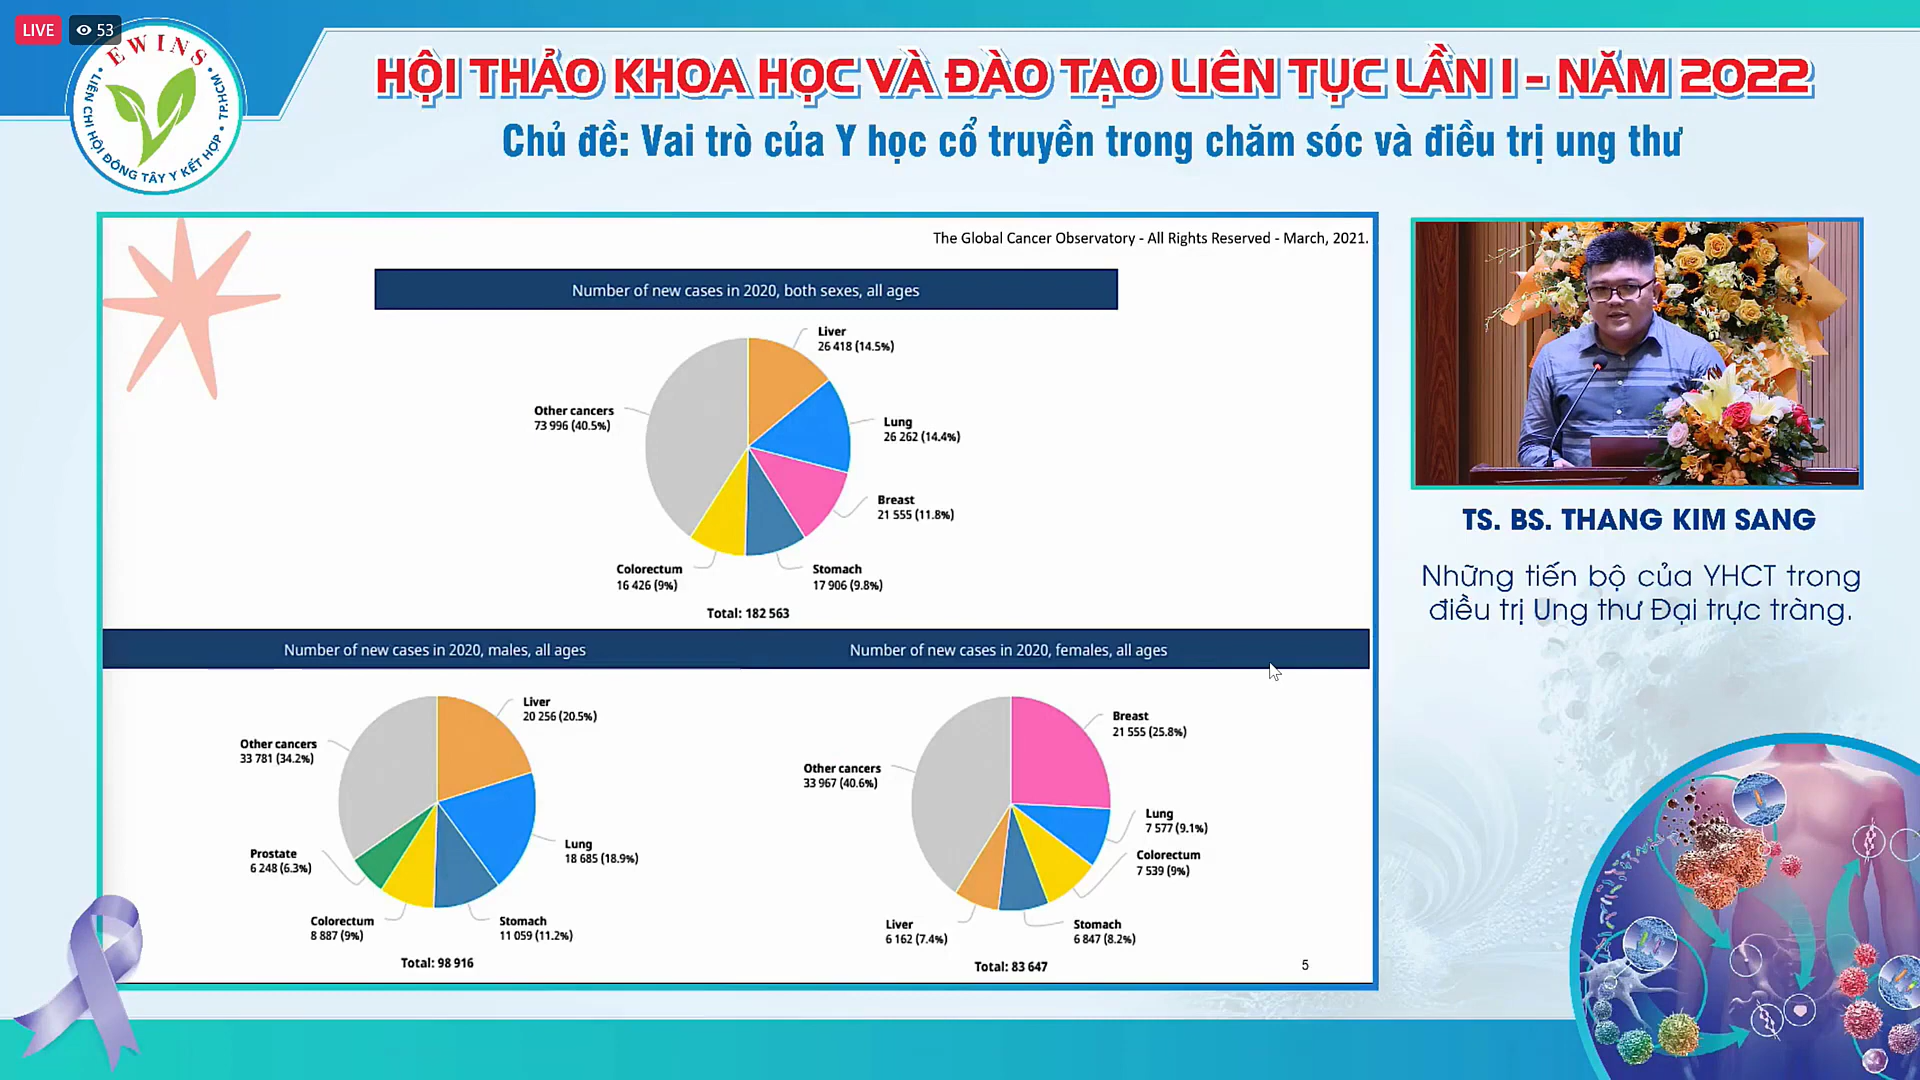 LIVE
53
EWINS
LIÊN CHI HỘI ĐÔNG TÂY Y KẾT HỢP • TP.HCM
HỘI THẢO KHOA HỌC VÀ ĐÀO TẠO LIÊN TỤC LẦN I - NĂM 2022
Chủ đề: Vai trò của Y học cổ truyền trong chăm sóc và điều trị ung thư
The Global Cancer Observatory - All Rights Reserved - March, 2021.
Number of new cases in 2020, both sexes, all ages
Liver
26 418 (14.5%)
Lung
26 262 (14.4%)
Breast
21 555 (11.8%)
Stomach
17 906 (9.8%)
Colorectum
16 426 (9%)
Other cancers
73 996 (40.5%)
Total: 182 563
Number of new cases in 2020, males, all ages
Liver
20 256 (20.5%)
Lung
18 685 (18.9%)
Stomach
11 059 (11.2%)
Colorectum
8 887 (9%)
Prostate
6 248 (6.3%)
Other cancers
33 781 (34.2%)
Total: 98 916
Number of new cases in 2020, females, all ages
Breast
21 555 (25.8%)
Lung
7 577 (9.1%)
Colorectum
7 539 (9%)
Stomach
6 847 (8.2%)
Liver
6 162 (7.4%)
Other cancers
33 967 (40.6%)
Total: 83 647
5
TS. BS. THANG KIM SANG
Những tiến bộ của YHCT trong
điều trị Ung thư Đại trực tràng.